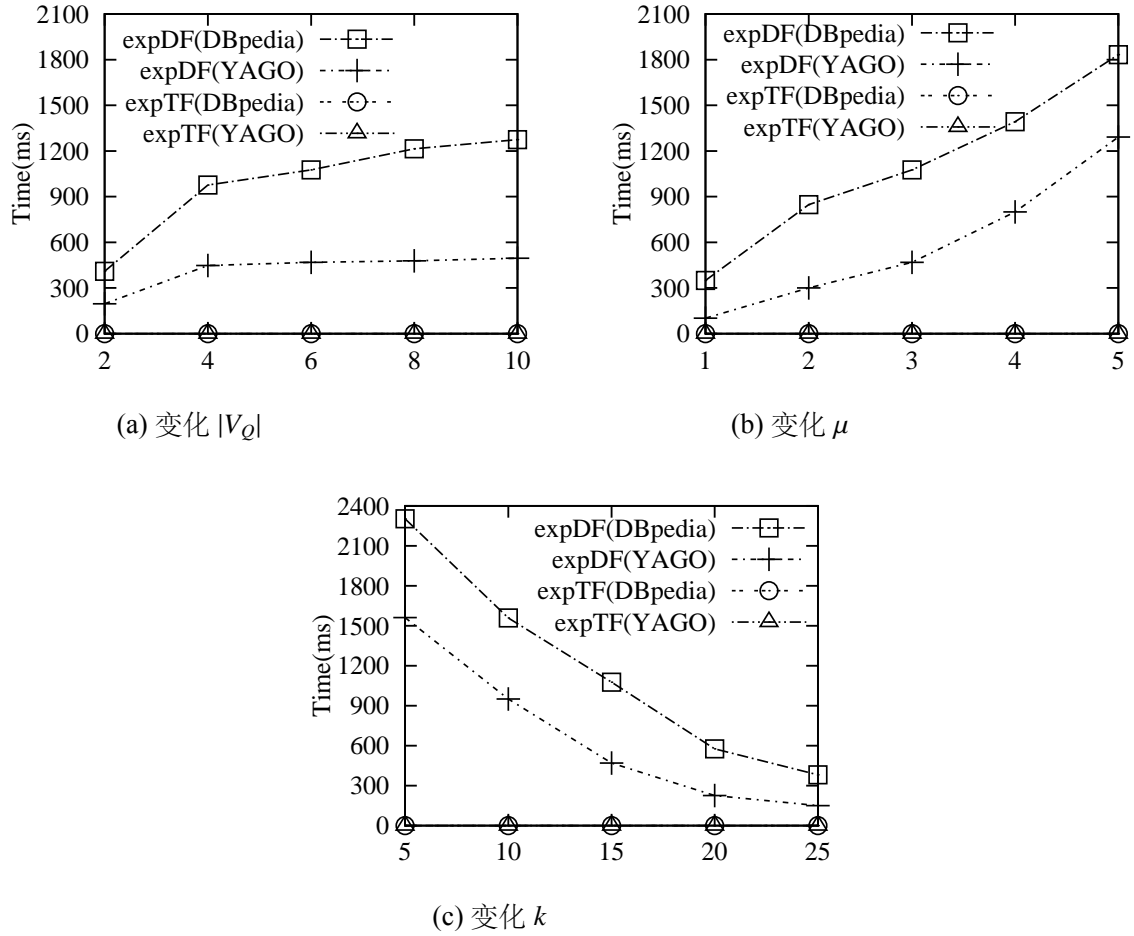 2100
1800
1500
1200
900
600
300
0
Time(ms)
expDF(DBpedia)
expDF(YAGO)
expTF(DBpedia)
expTF(YAGO)
2 4 6 8 10
(a) 变化 |V_Q|
2100
1800
1500
1200
900
600
300
0
Time(ms)
expDF(DBpedia)
expDF(YAGO)
expTF(DBpedia)
expTF(YAGO)
1 2 3 4 5
(b) 变化 μ
2400
2100
1800
1500
1200
900
600
300
0
Time(ms)
expDF(DBpedia)
expDF(YAGO)
expTF(DBpedia)
expTF(YAGO)
5 10 15 20 25
(c) 变化 k